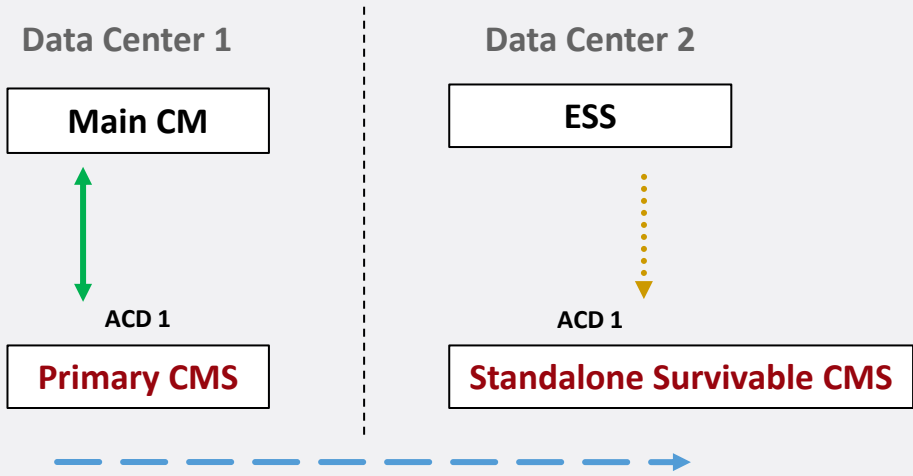 Data Center 1
Data Center 2
Main CM
ESS
ACD 1
ACD 1
Primary CMS
Standalone Survivable CMS